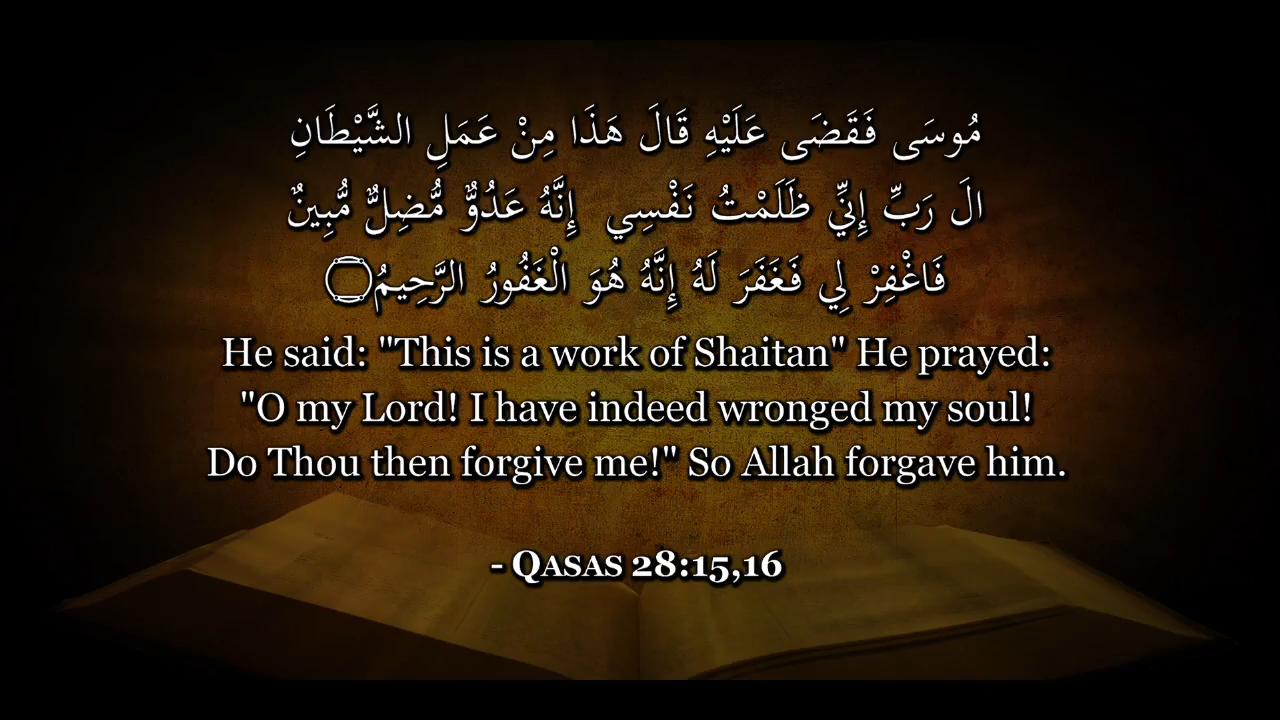 مُوسَى فَقَضَى عَلَيْهِ قَالَ هَذَا مِنْ عَمَلِ الشَّيْطَانِ
الَ رَبِّ إِنِّي ظَلَمْتُ نَفْسِي إِنَّهُ عَدُوٌّ مُّضِلٌّ مُّبِينٌ
فَاغْفِرْ لِي فَغَفَرَ لَهُ إِنَّهُ هُوَ الْغَفُورُ الرَّحِيمُ۝
He said: "This is a work of Shaitan" He prayed:
"O my Lord! I have indeed wronged my soul!
Do Thou then forgive me!" So Allah forgave him.
- QASAS 28:15,16